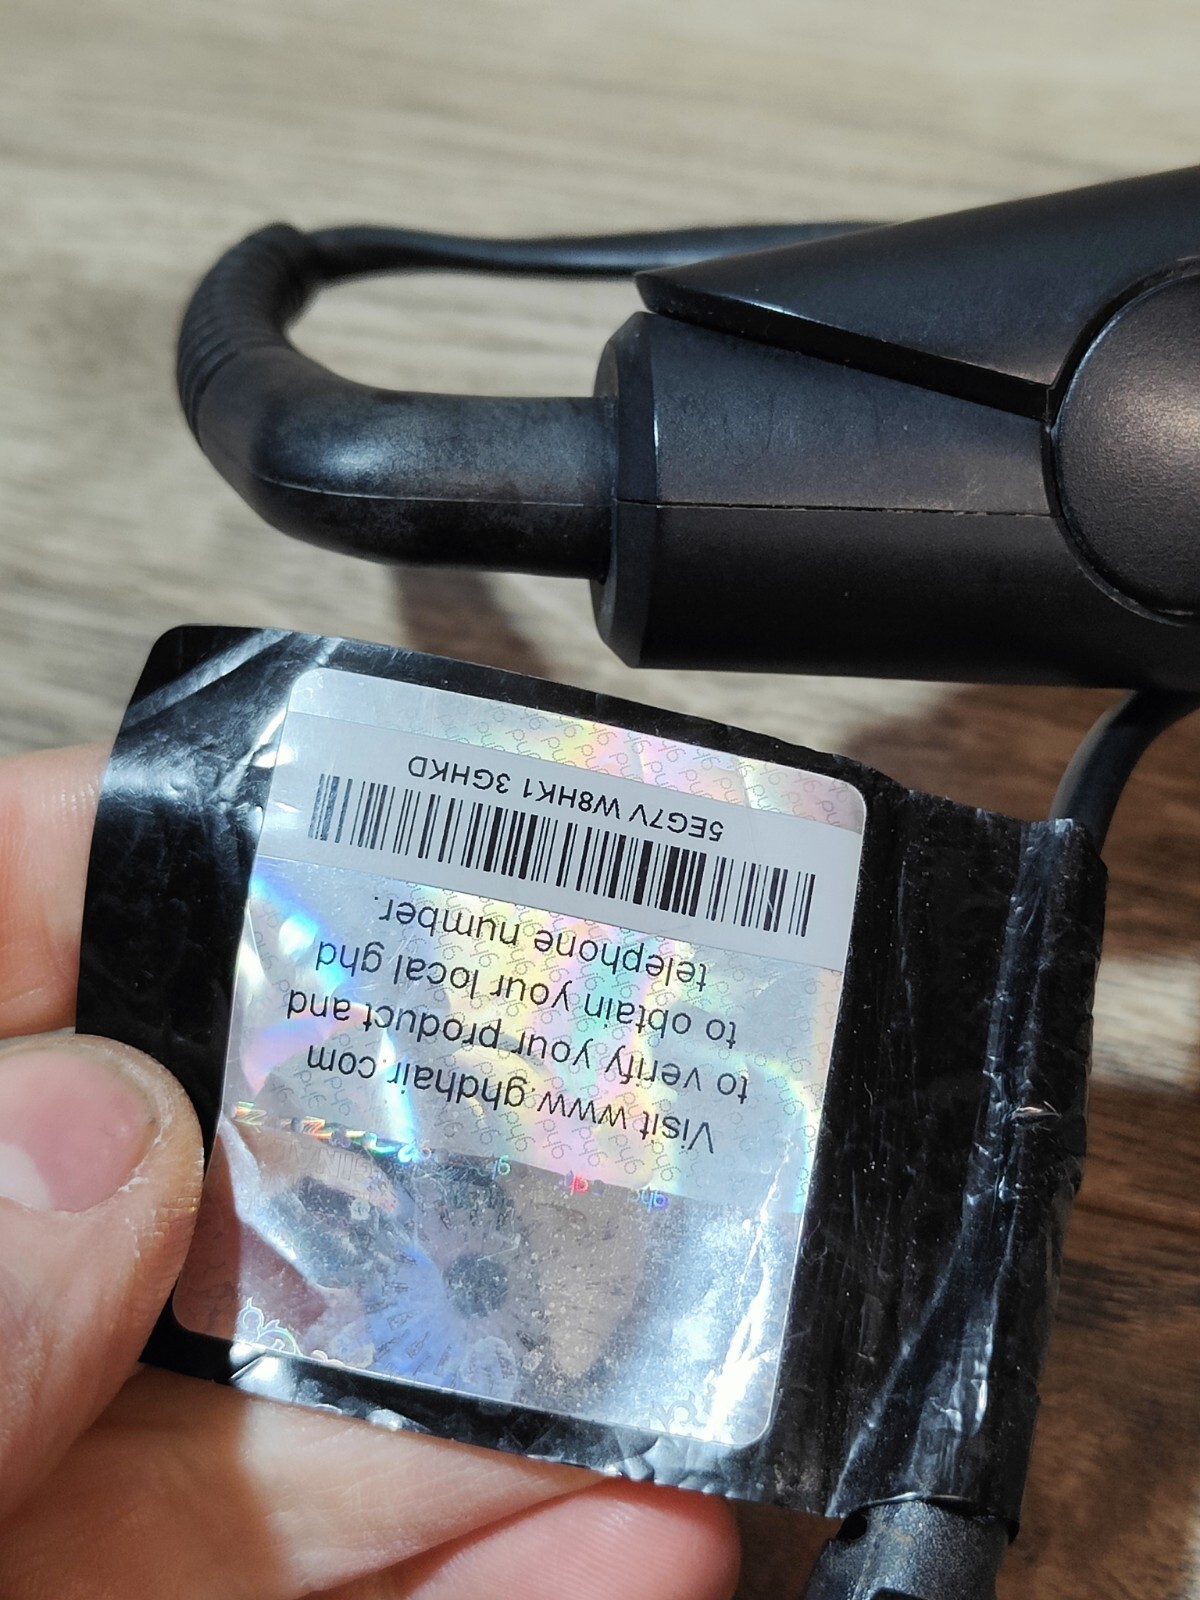 Visit www.ghdhair.com
to verify your product and
to obtain your local ghd
telephone number.
5EG7V W8HK1 3GHKD